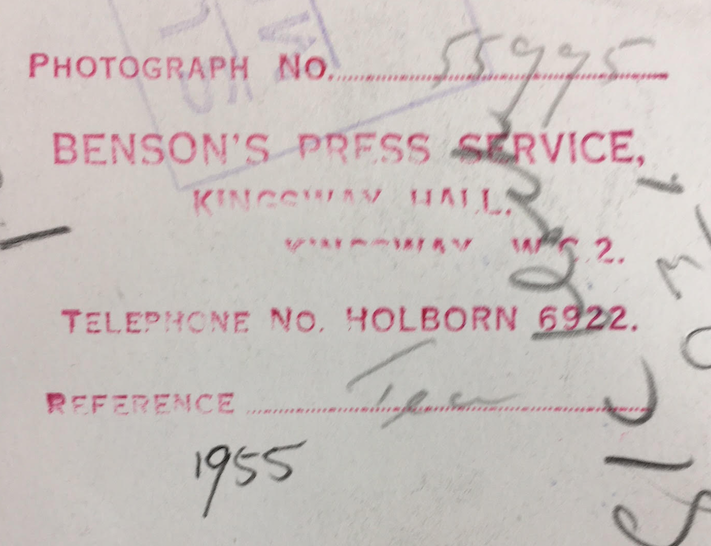 PHOTOGRAPH NO. 55995
BENSON'S PRESS SERVICE,
KINGSWAY HALL,
KINGSWAY W.C.2.
TELEPHONE NO. HOLBORN 6922.
REFERENCE
1955